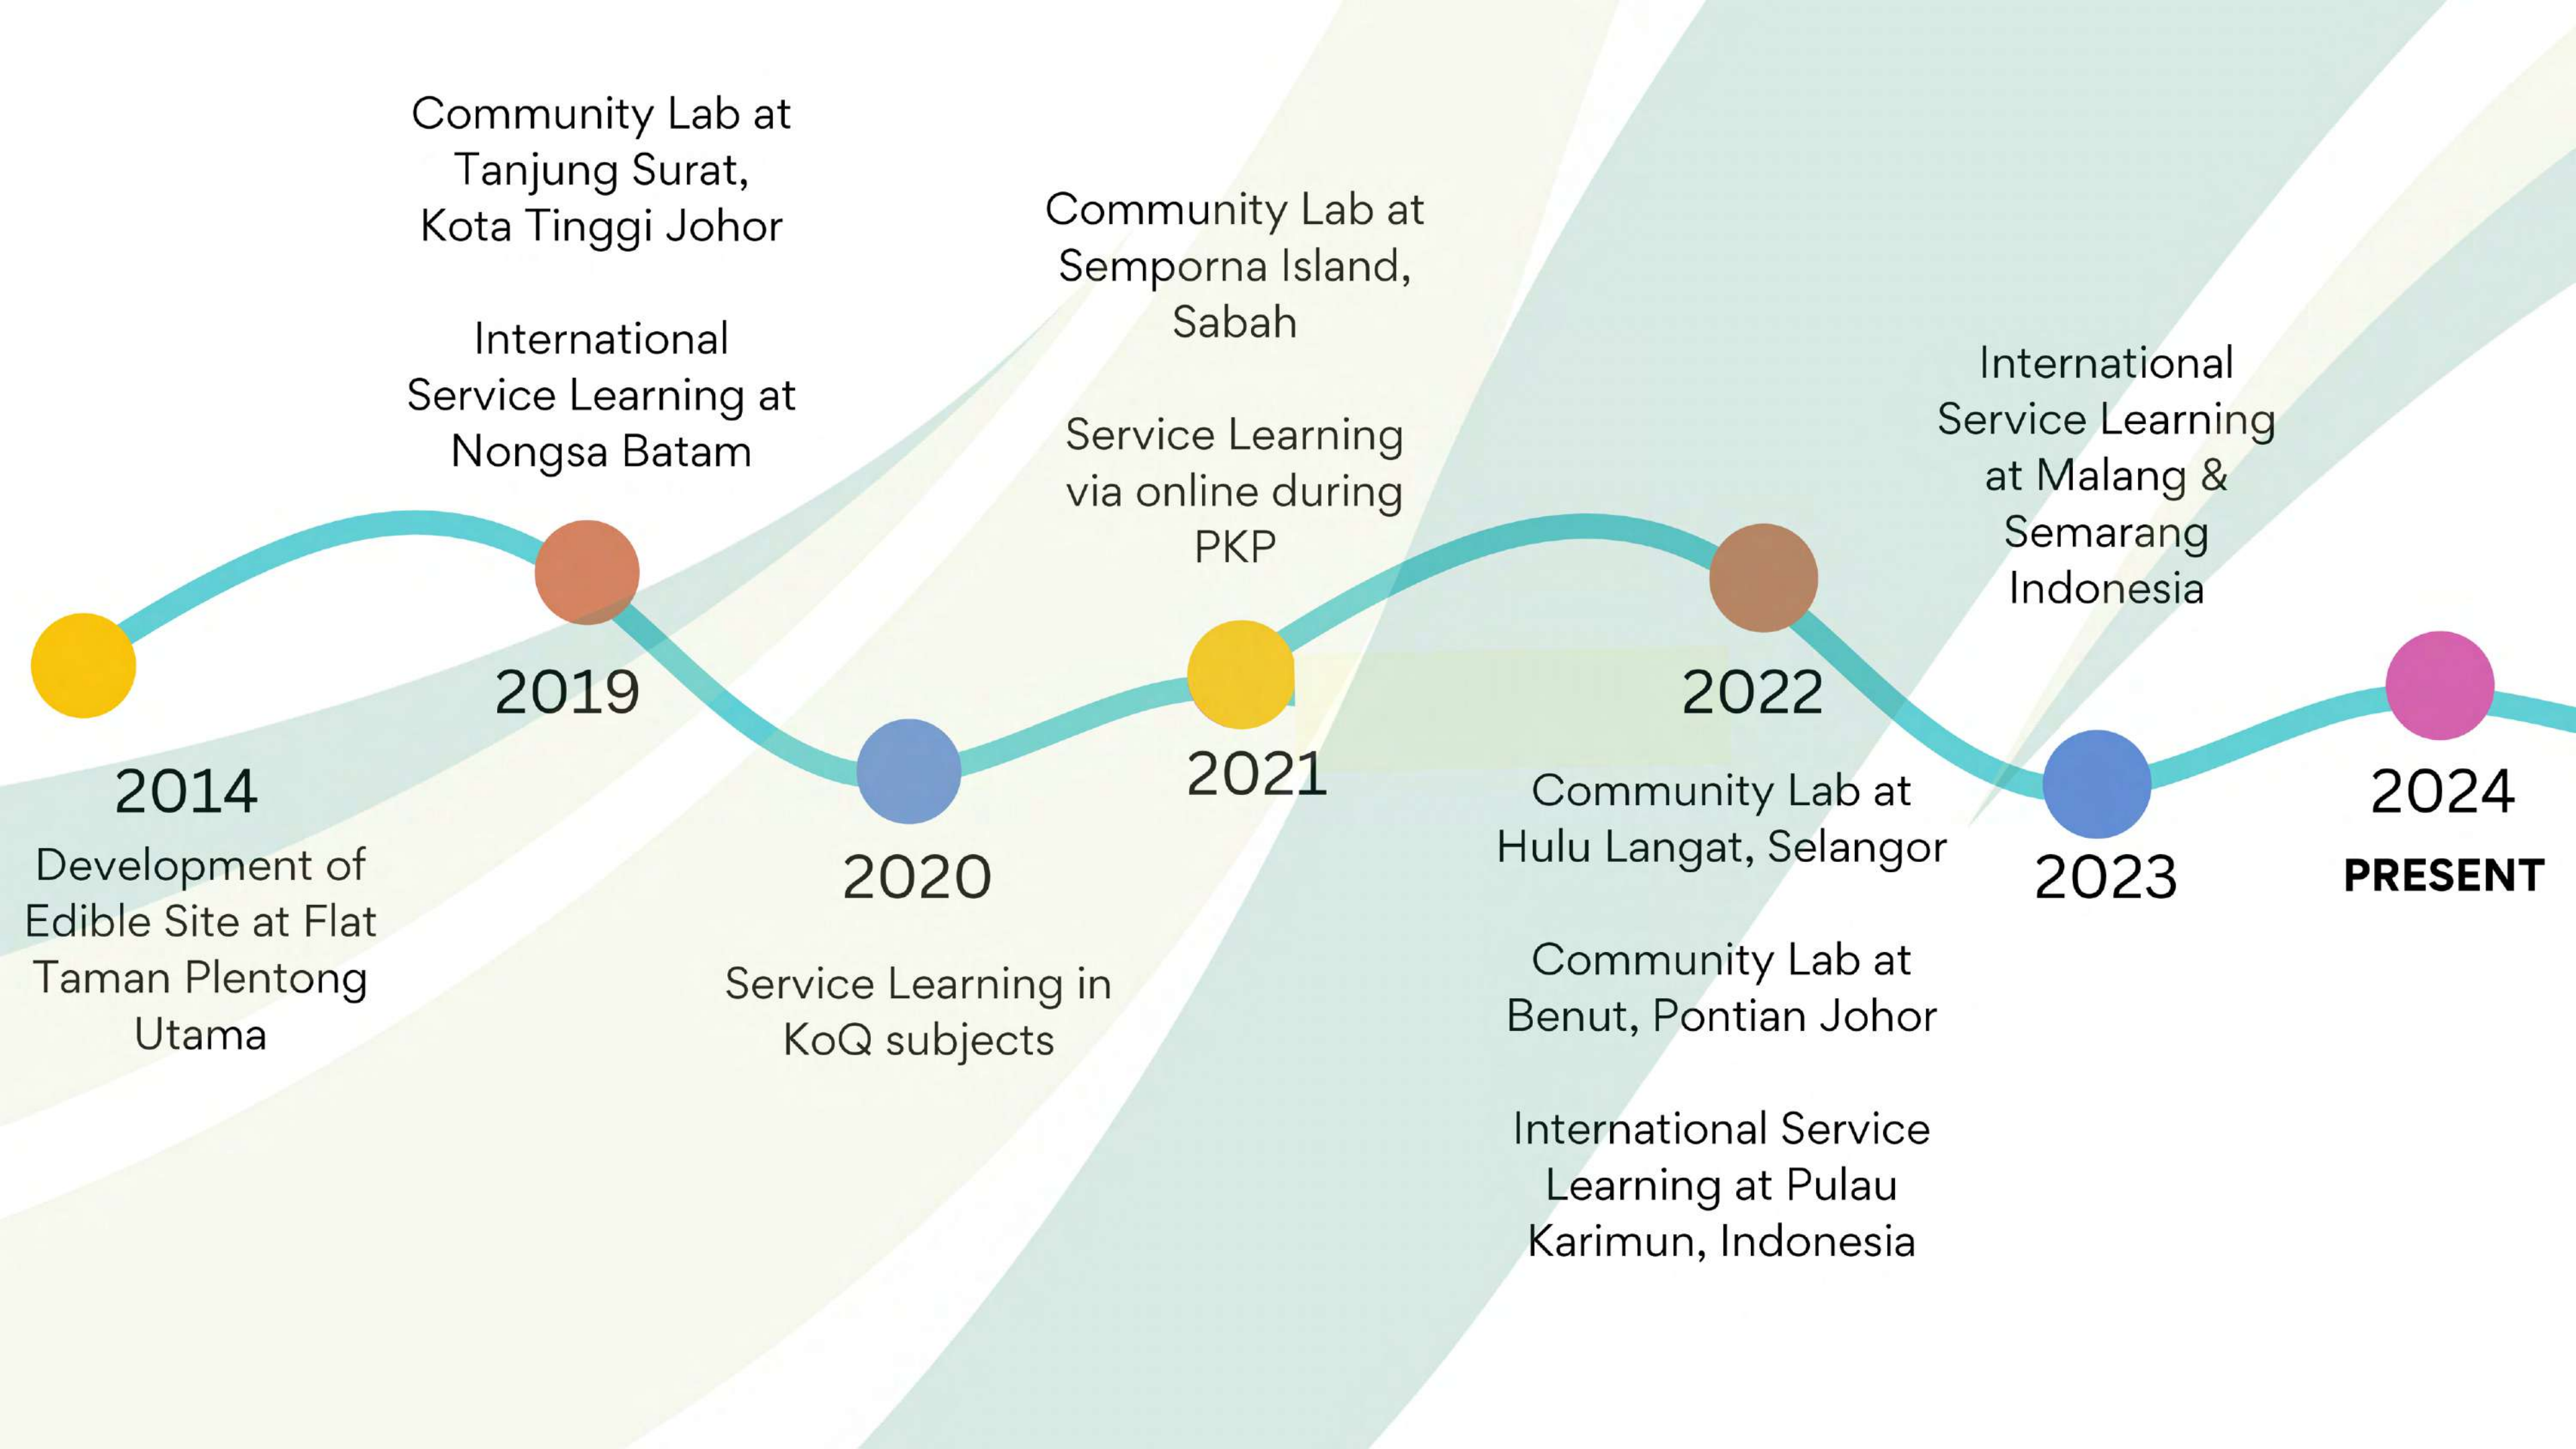 2014
Development of
Edible Site at Flat
Taman Plentong
Utama
Community Lab at
Tanjung Surat,
Kota Tinggi Johor
International
Service Learning at
Nongsa Batam
2019
2020
Service Learning in
KoQ subjects
Community Lab at
Semporna Island,
Sabah
Service Learning
via online during
PKP
2021
2022
Community Lab at
Hulu Langat, Selangor
Community Lab at
Benut, Pontian Johor
International Service
Learning at Pulau
Karimun, Indonesia
International
Service Learning
at Malang &
Semarang
Indonesia
2023
2024
PRESENT